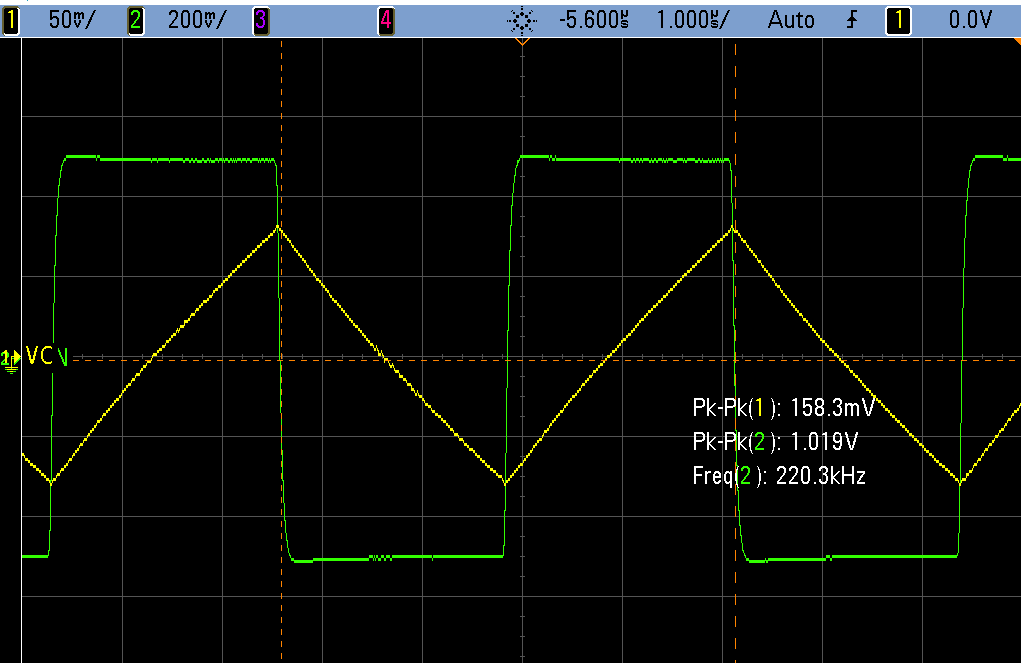 1 50mV/ 2 200mV/ 3 4 -5.600µs 1.000µs/ Auto 1 0.0V
VC V
Pk-Pk(1): 158.3mV
Pk-Pk(2): 1.019V
Freq(2): 220.3kHz